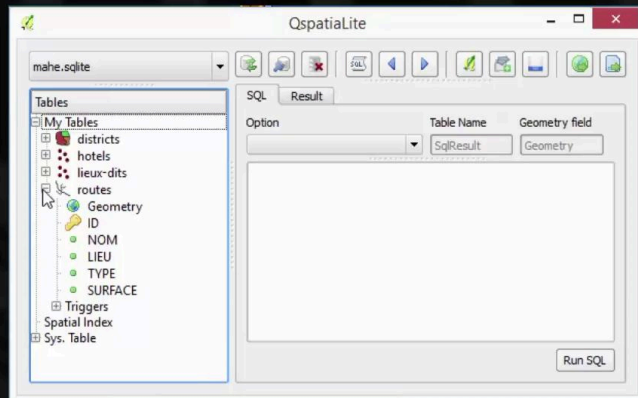 QspatiaLite
mahe.sqlite
SQL
Tables
My Tables
districts
hotels
lieux-dits
routes
Geometry
ID
NOM
LIEU
TYPE
SURFACE
Triggers
Spatial Index
Sys. Table
SQL Result
Option Table Name Geometry field
SqlResult Geometry
Run SQL